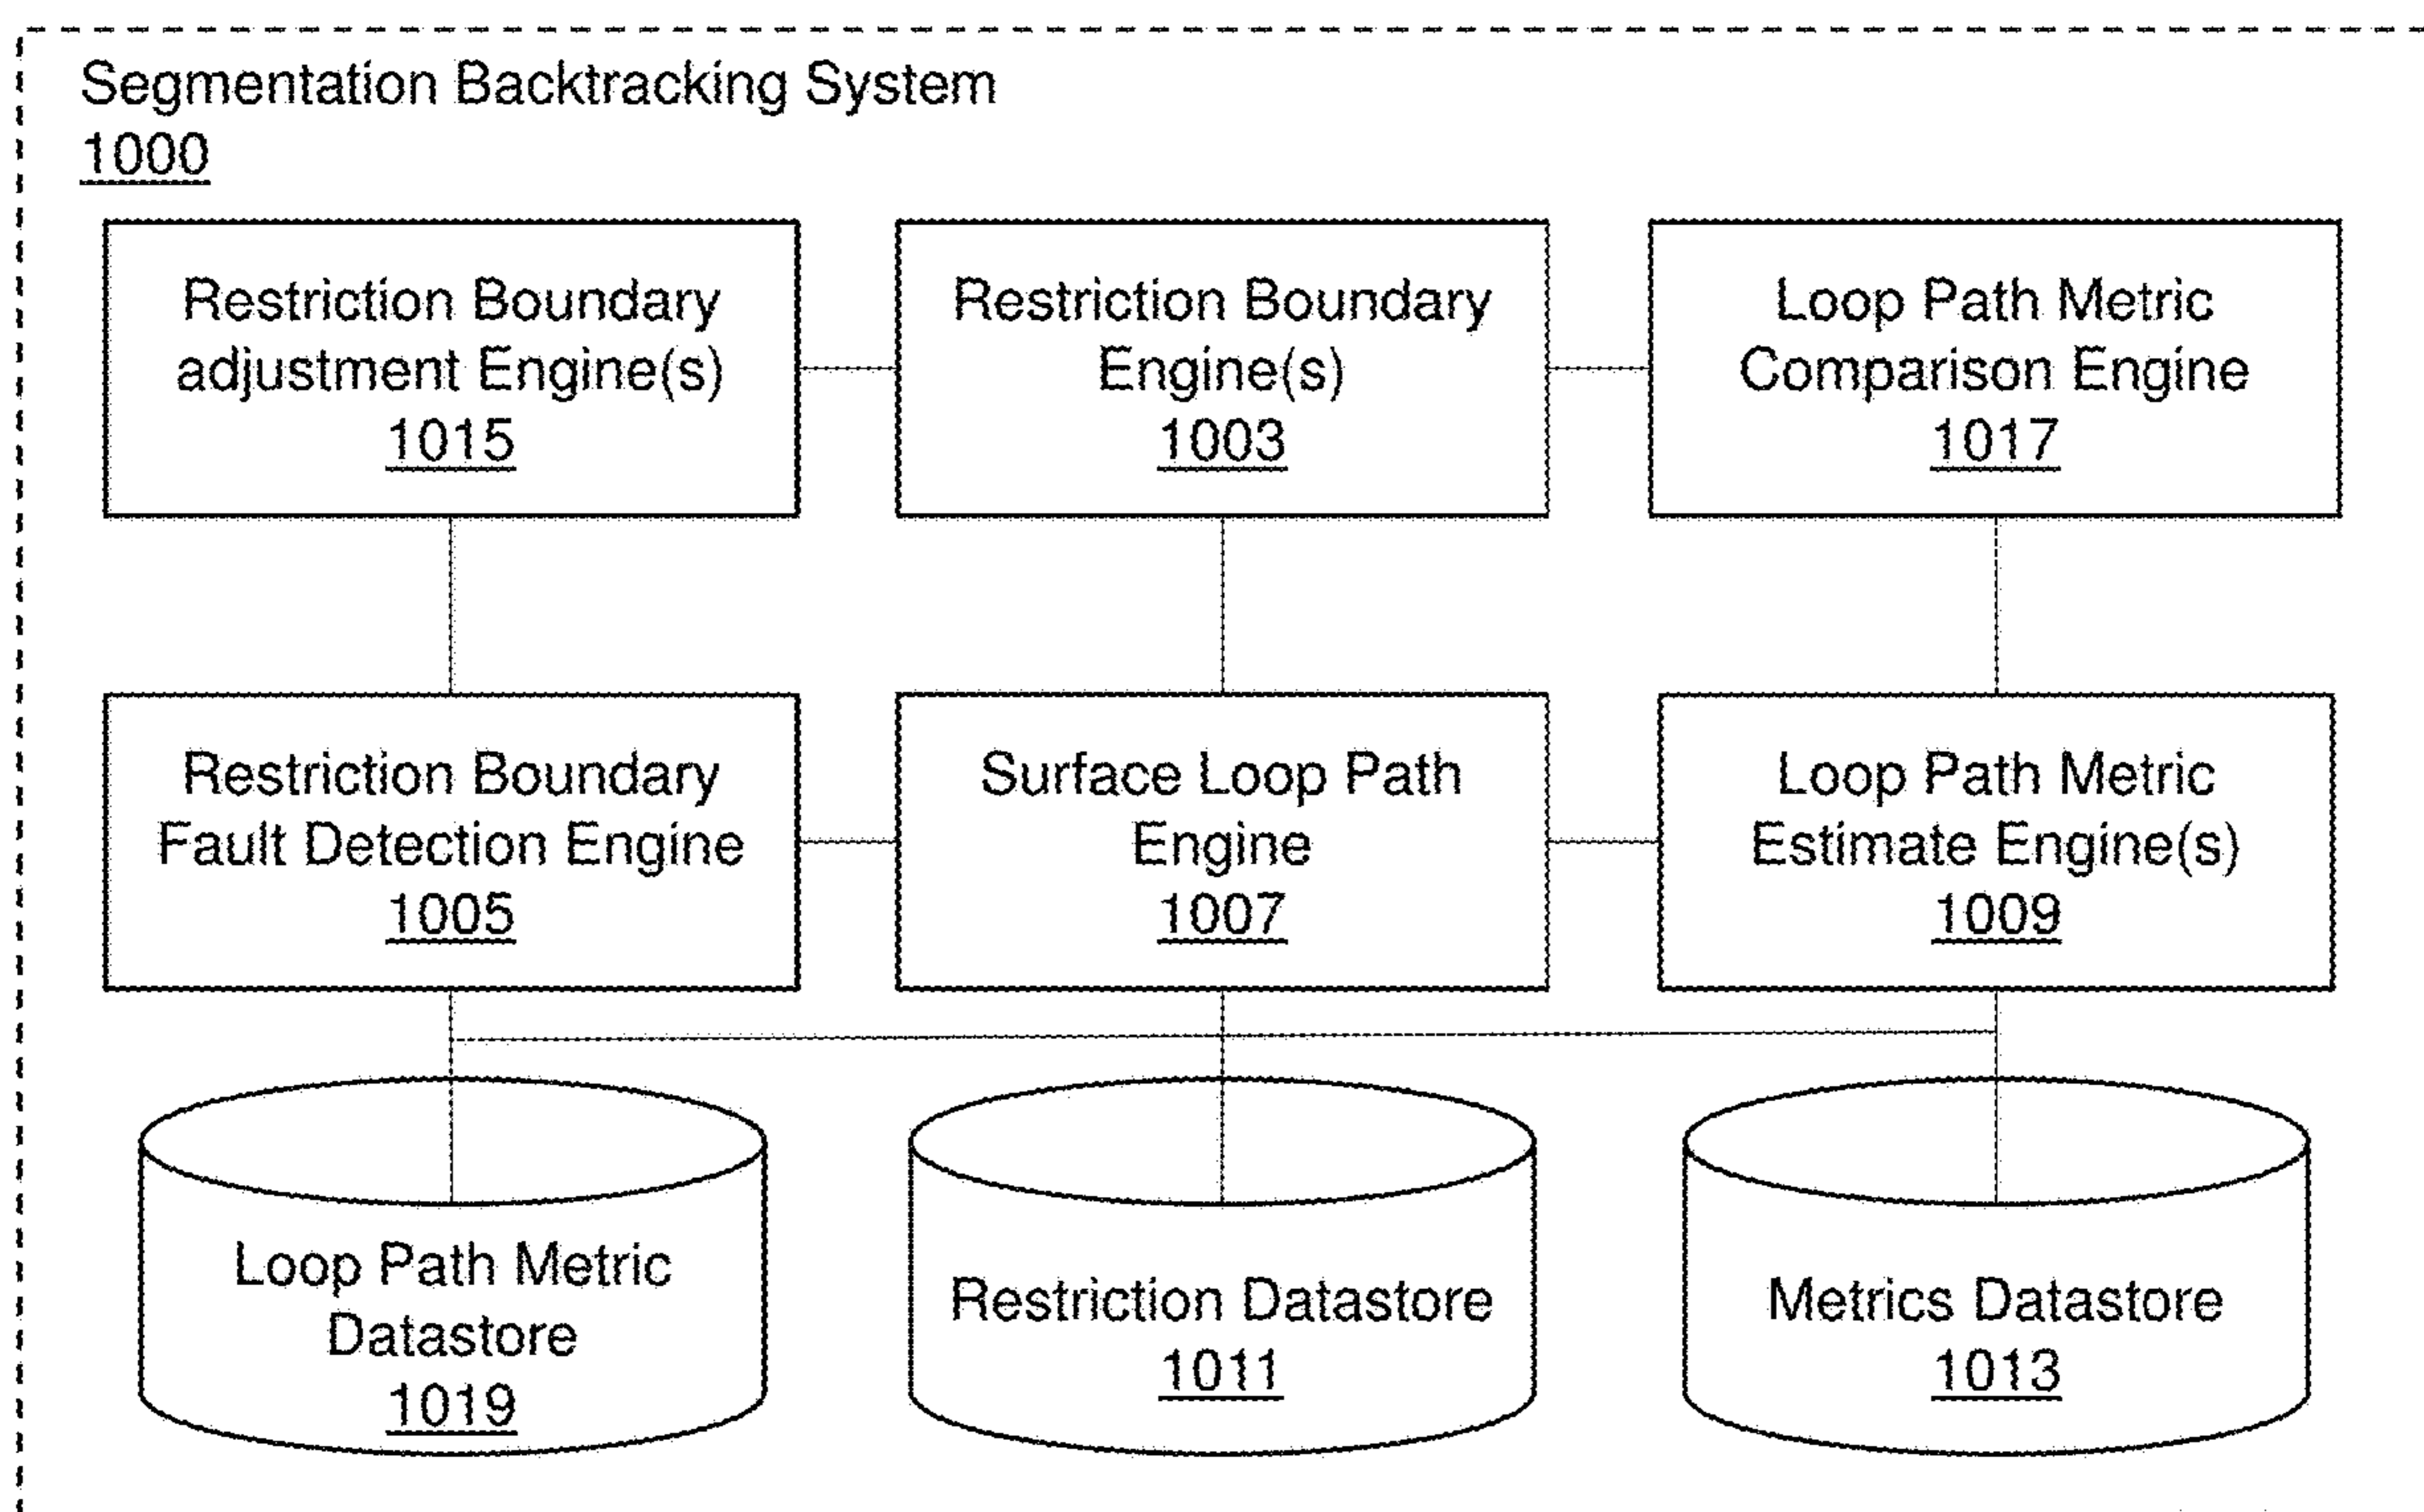 Segmentation Backtracking System
1000
Restriction Boundary
adjustment Engine(s)
1015
Restriction Boundary
Engine(s)
1003
Loop Path Metric
Comparison Engine
1017
Restriction Boundary
Fault Detection Engine
1005
Surface Loop Path
Engine
1007
Loop Path Metric
Estimate Engine(s)
1009
Loop Path Metric
Datastore
1019
Restriction Datastore
1011
Metrics Datastore
1013